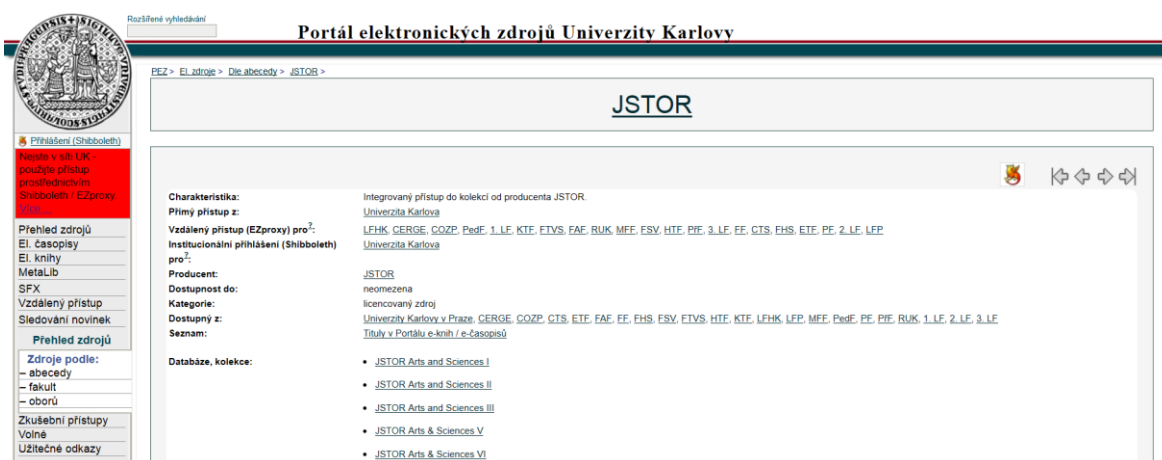 Rozšířené vyhledávání
Portál elektronických zdrojů Univerzity Karlovy
PEZ > El. zdroje > Dle abecedy > JSTOR >
JSTOR
Přihlášení (Shibboleth)
Nejste v síti UK -
použijte přístup
prostřednictvím
Shibboleth / EZproxy.
Více ...
Přehled zdrojů
El. časopisy
El. knihy
MetaLib
SFX
Vzdálený přístup
Sledování novinek
Přehled zdrojů
Zdroje podle:
– abecedy
– fakult
– oborů
Zkušební přístupy
Volné
Užitečné odkazy
Charakteristika: Integrovaný přístup do kolekcí od producenta JSTOR.
Přímý přístup z: Univerzita Karlova
Vzdálený přístup (EZproxy) pro?: LFHK, CERGE, COZP, PedF, 1. LF, KTF, FTVS, FAF, RUK, MFF, FSV, HTF, PřF, 3. LF, FF, CTS, FHS, ETF, PF, 2. LF, LFP
Institucionální přihlášení (Shibboleth) Univerzita Karlova
pro?:
Producent: JSTOR
Dostupnost do: neomezena
Kategorie: licencovaný zdroj
Dostupný z: Univerzity Karlovy v Praze, CERGE, COZP, CTS, ETF, FAF, FF, FHS, FSV, FTVS, HTF, KTF, LFHK, LFP, MFF, PedF, PF, PřF, RUK, 1. LF, 2. LF, 3. LF
Seznam: Tituly v Portálu e-knih / e-časopisů
Databáze, kolekce: • JSTOR Arts and Sciences I
• JSTOR Arts and Sciences II
• JSTOR Arts and Sciences III
• JSTOR Arts & Sciences V
• JSTOR Arts & Sciences VI